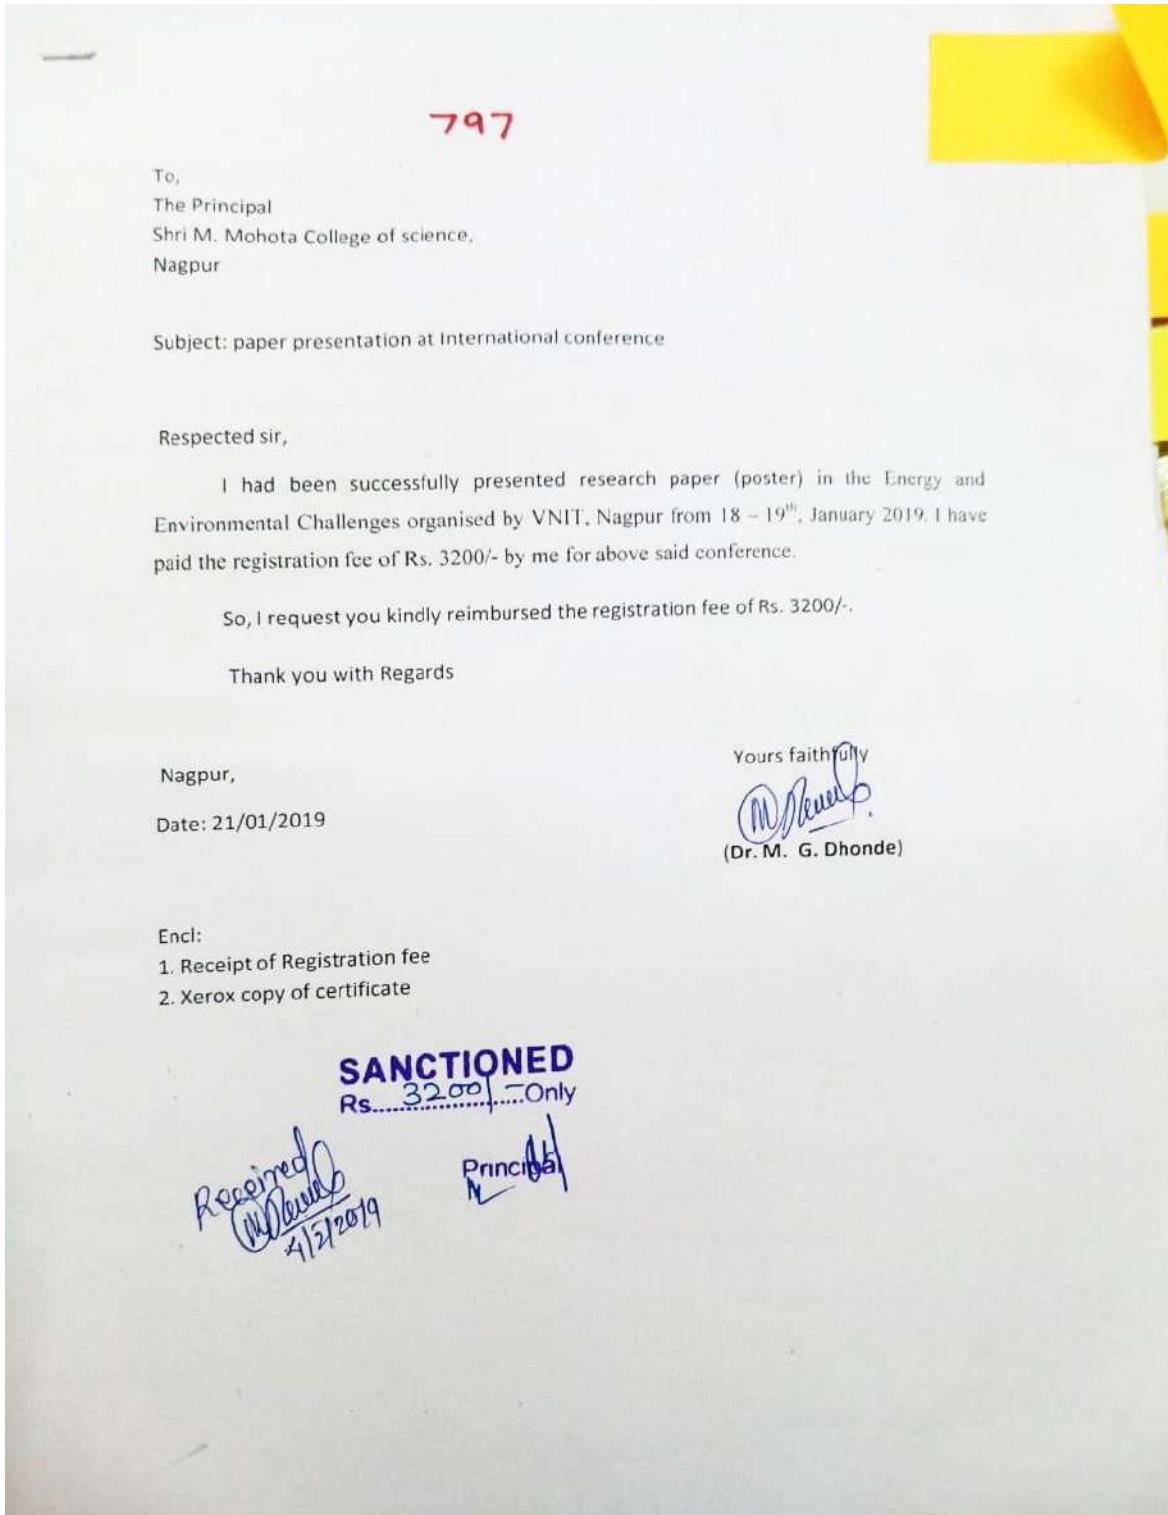 797
To,
The Principal
Shri M. Mohota College of science,
Nagpur
Subject: paper presentation at International conference
Respected sir,
I had been successfully presented research paper (poster) in the Energy and
Environmental Challenges organised by VNIT, Nagpur from 18 – 19th, January 2019. I have
paid the registration fee of Rs. 3200/- by me for above said conference.
So, I request you kindly reimbursed the registration fee of Rs. 3200/-.
Thank you with Regards
Yours faithfully
Nagpur,
Date: 21/01/2019
(Dr. M. G. Dhonde)
Encl:
1. Receipt of Registration fee
2. Xerox copy of certificate
SANCTIONED
Rs....3200/-...Only
Principal
Received
4/2/2019